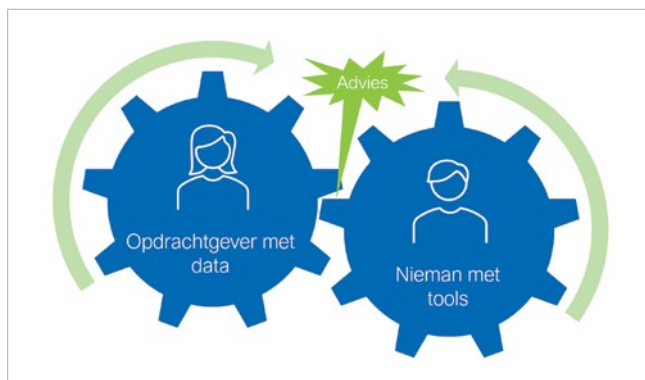 Advies
Opdrachtgever met
data
Nieman met
tools